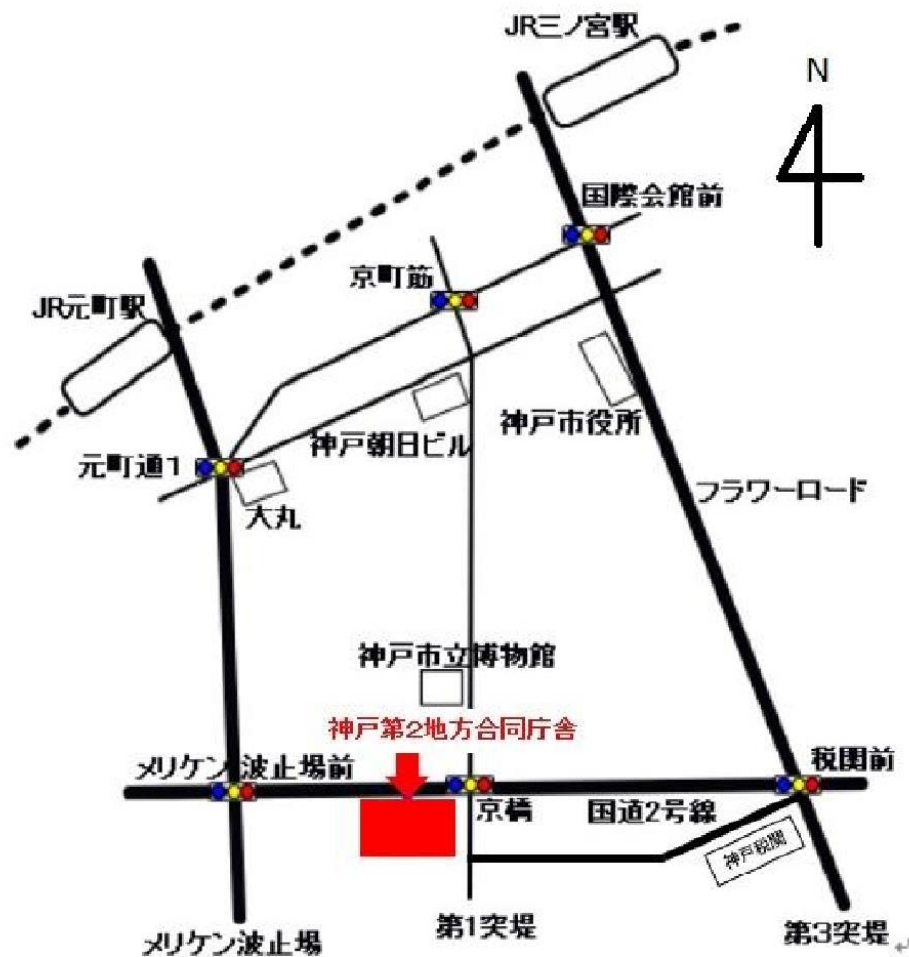 JR三ノ宮駅
N
国際会館前
京町筋
JR元町駅
神戸市役所
神戸朝日ビル
元町通1
フラワーロード
大丸
神戸市立博物館
神戸第2地方合同庁舎
メリケン波止場前
税関前
京橋
国道2号線
神戸税関
第1突堤
第3突堤
メリケン波止場